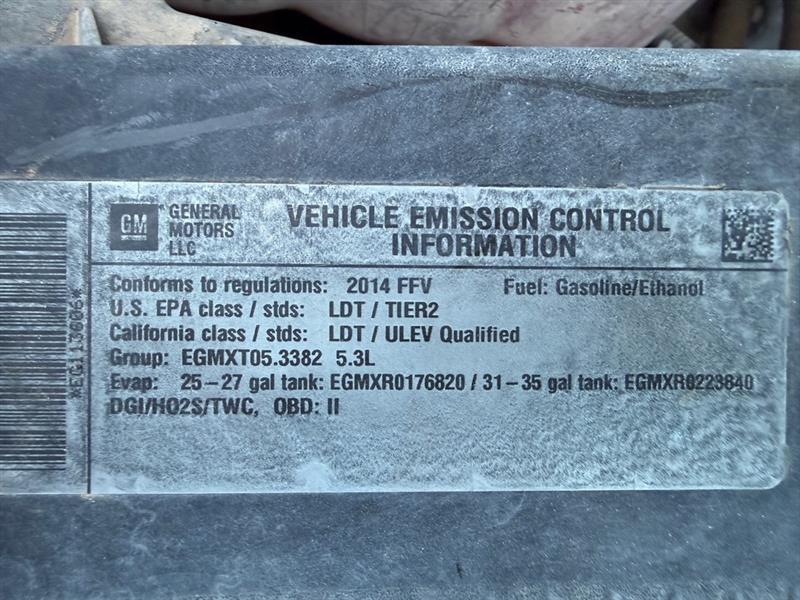 GM
GENERAL
MOTORS
LLC
VEHICLE EMISSION CONTROL
INFORMATION
Conforms to regulations: 2014 FFV Fuel: Gasoline/Ethanol
U.S. EPA class / stds: LDT / TIER2
California class / stds: LDT / ULEV Qualified
Group: EGMXT05.3382 5.3L
Evap: 25-27 gal tank: EGMXR0176820 / 31-35 gal tank: EGMXR0223840
DGI/HO2S/TWC, OBD: II